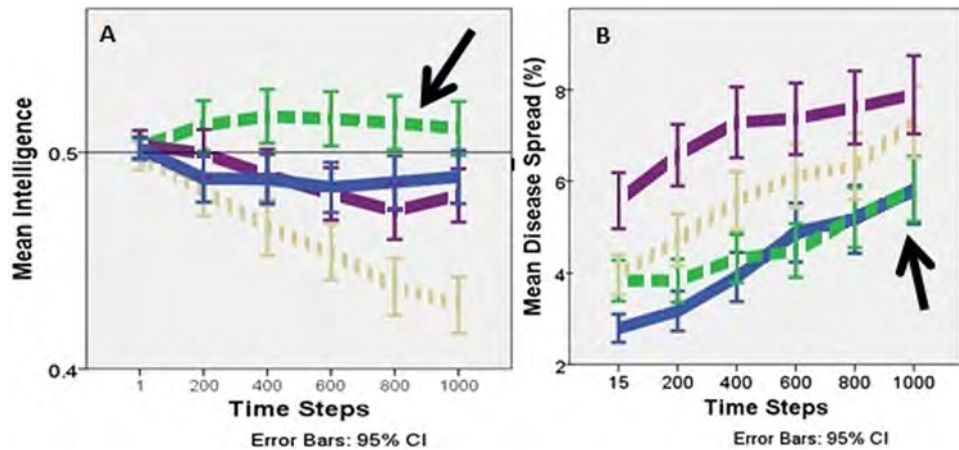 A
Mean Intelligence
0.5
0.4
1 200 400 600 800 1000
Time Steps
Error Bars: 95% CI
B
Mean Disease Spread (%)
8
6
4
2
15 200 400 600 800 1000
Time Steps
Error Bars: 95% CI